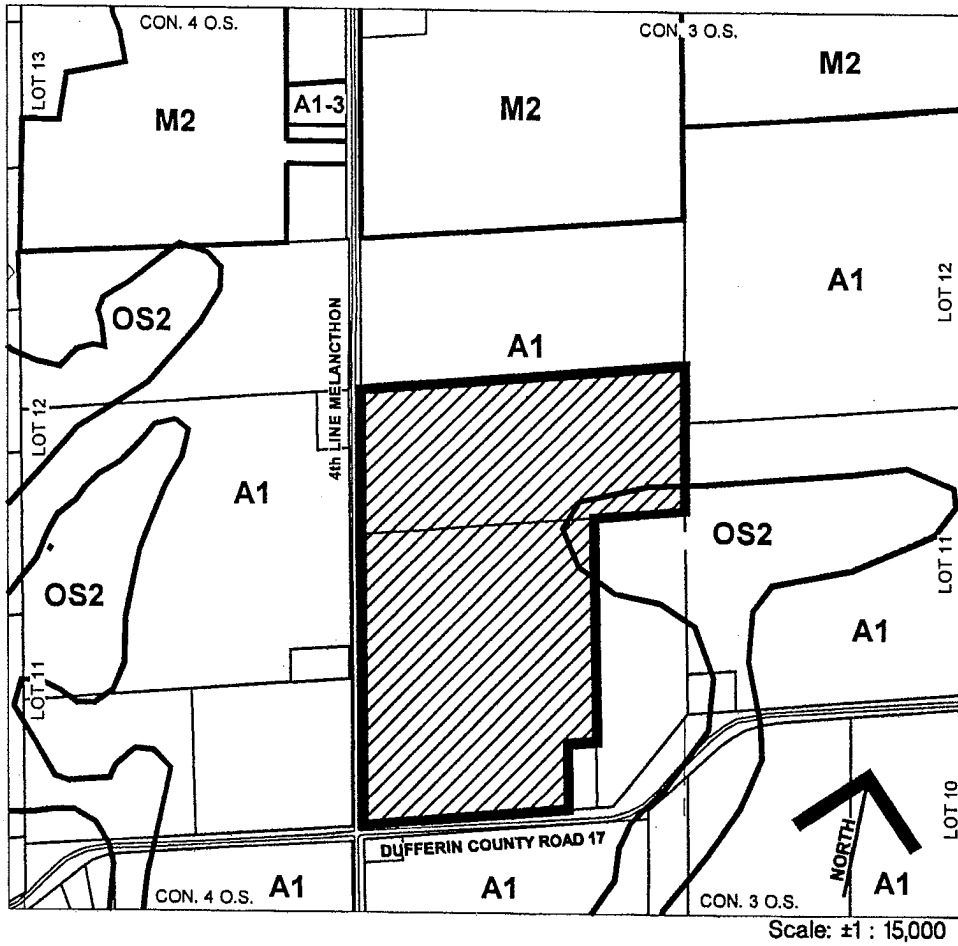 CON. 4 O.S.
CON. 3 O.S.
LOT 13
M2
A1-3
M2
M2
OS2
4th LINE MELANCTHON
A1
A1
LOT 12
LOT 12
A1
OS2
OS2
LOT 11
A1
LOT 11
DUFFERIN COUNTY ROAD 17
LOT 10
NORTH
CON. 4 O.S.
A1
A1
CON. 3 O.S.
A1
Scale: ±1 : 15,000